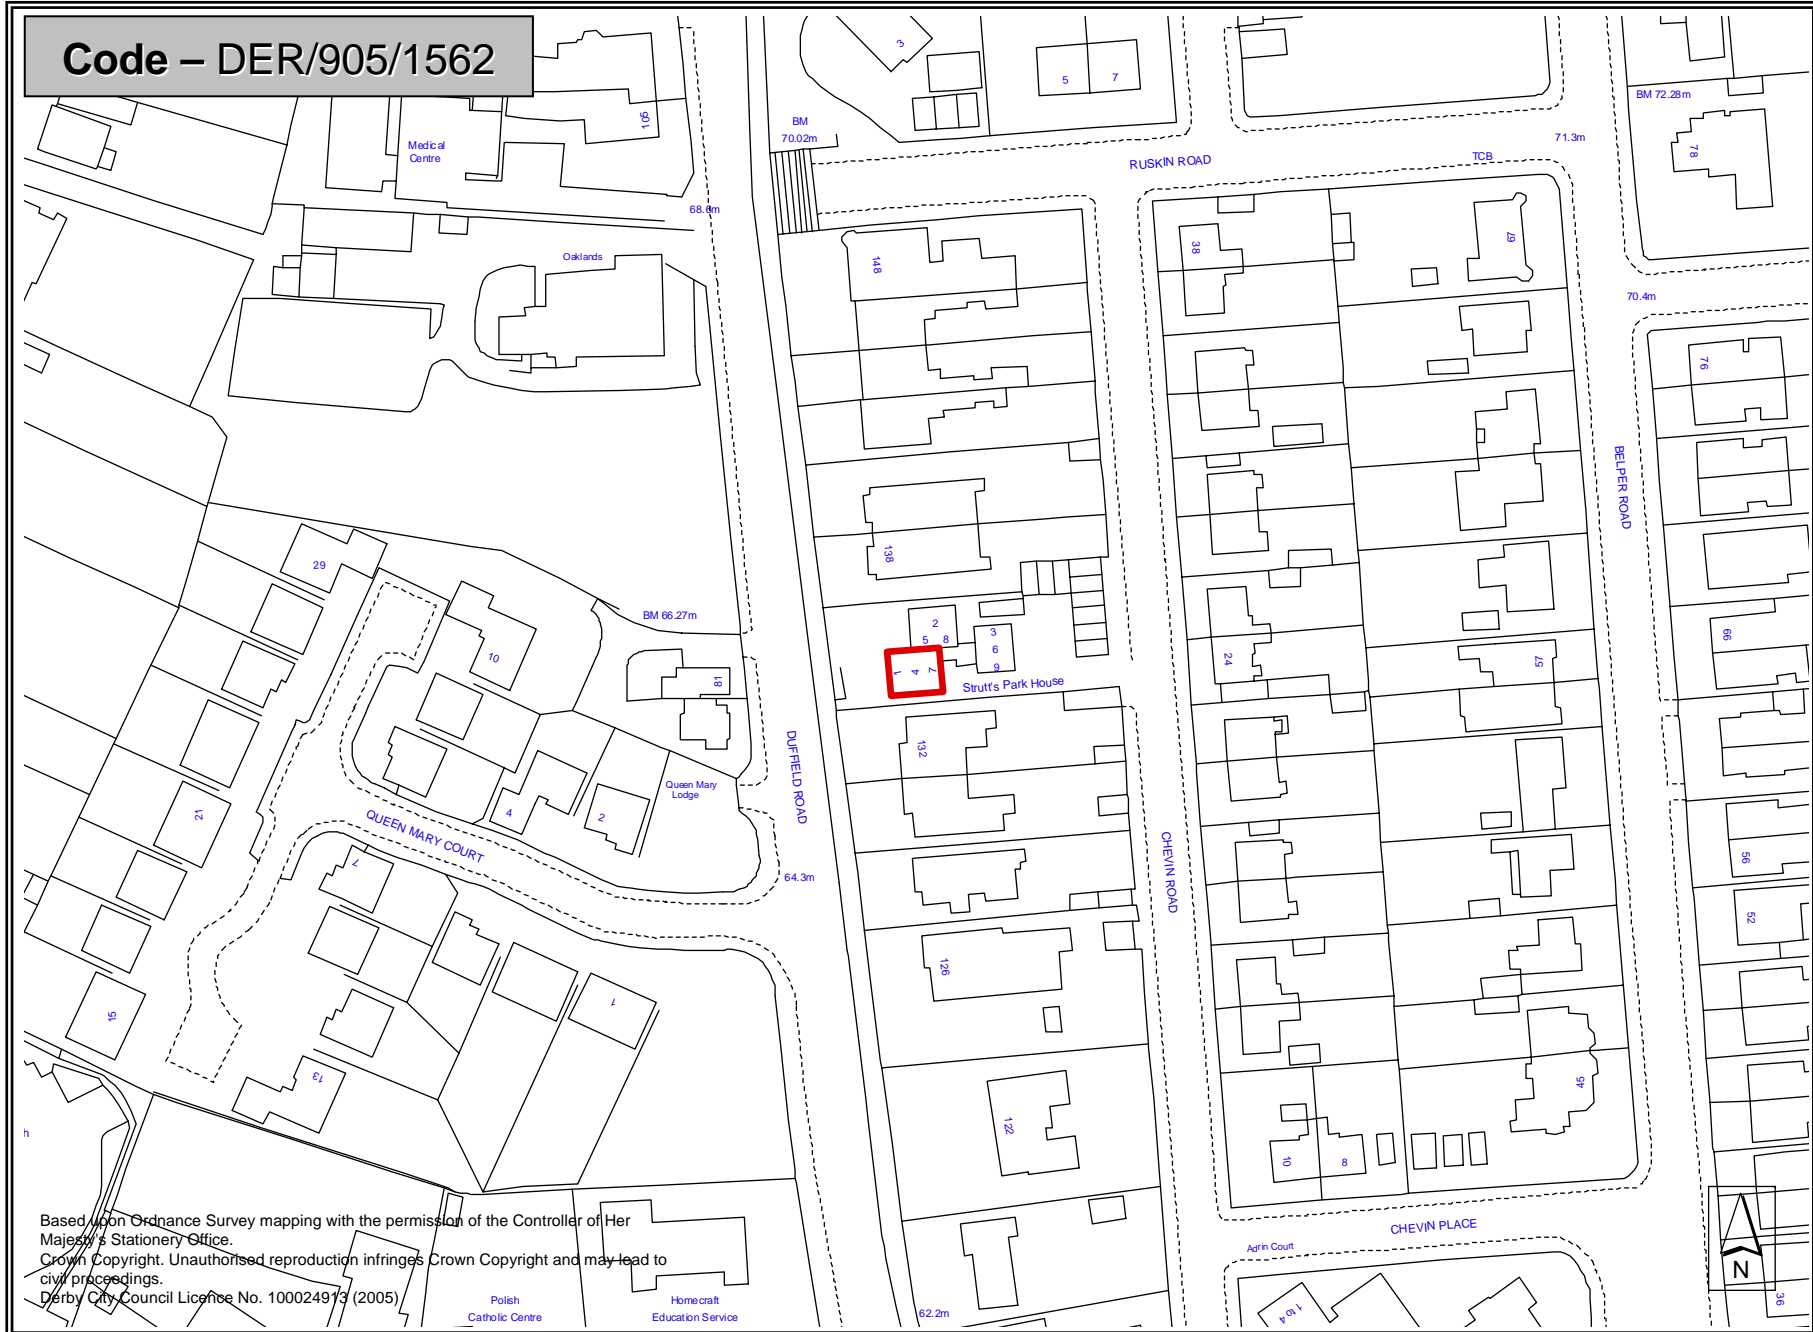 Code – DER/905/1562
3
5
7
106
Medical
Centre
BM
70.02m
RUSKIN ROAD
TCB
71.3m
BM 72.28m
78
68.6m
Oaklands
148
38
67
70.4m
76
BELPER ROAD
138
29
BM 66.27m
10
81
2
5 8
3
6
9
1 4 7
Strutt's Park House
24
57
66
132
DUFFIELD ROAD
Queen Mary
Lodge
21
4
2
QUEEN MARY COURT
7
64.3m
CHEVIN ROAD
56
52
126
15
1
13
45
122
10
8
h
Based upon Ordnance Survey mapping with the permission of the Controller of Her
Majesty's Stationery Office.
Crown Copyright. Unauthorised reproduction infringes Crown Copyright and may lead to
civil proceedings.
Derby City Council Licence No. 100024913 (2005)
Polish
Catholic Centre
Homecraft
Education Service
62.2m
CHEVIN PLACE
Adrin Court
36
N